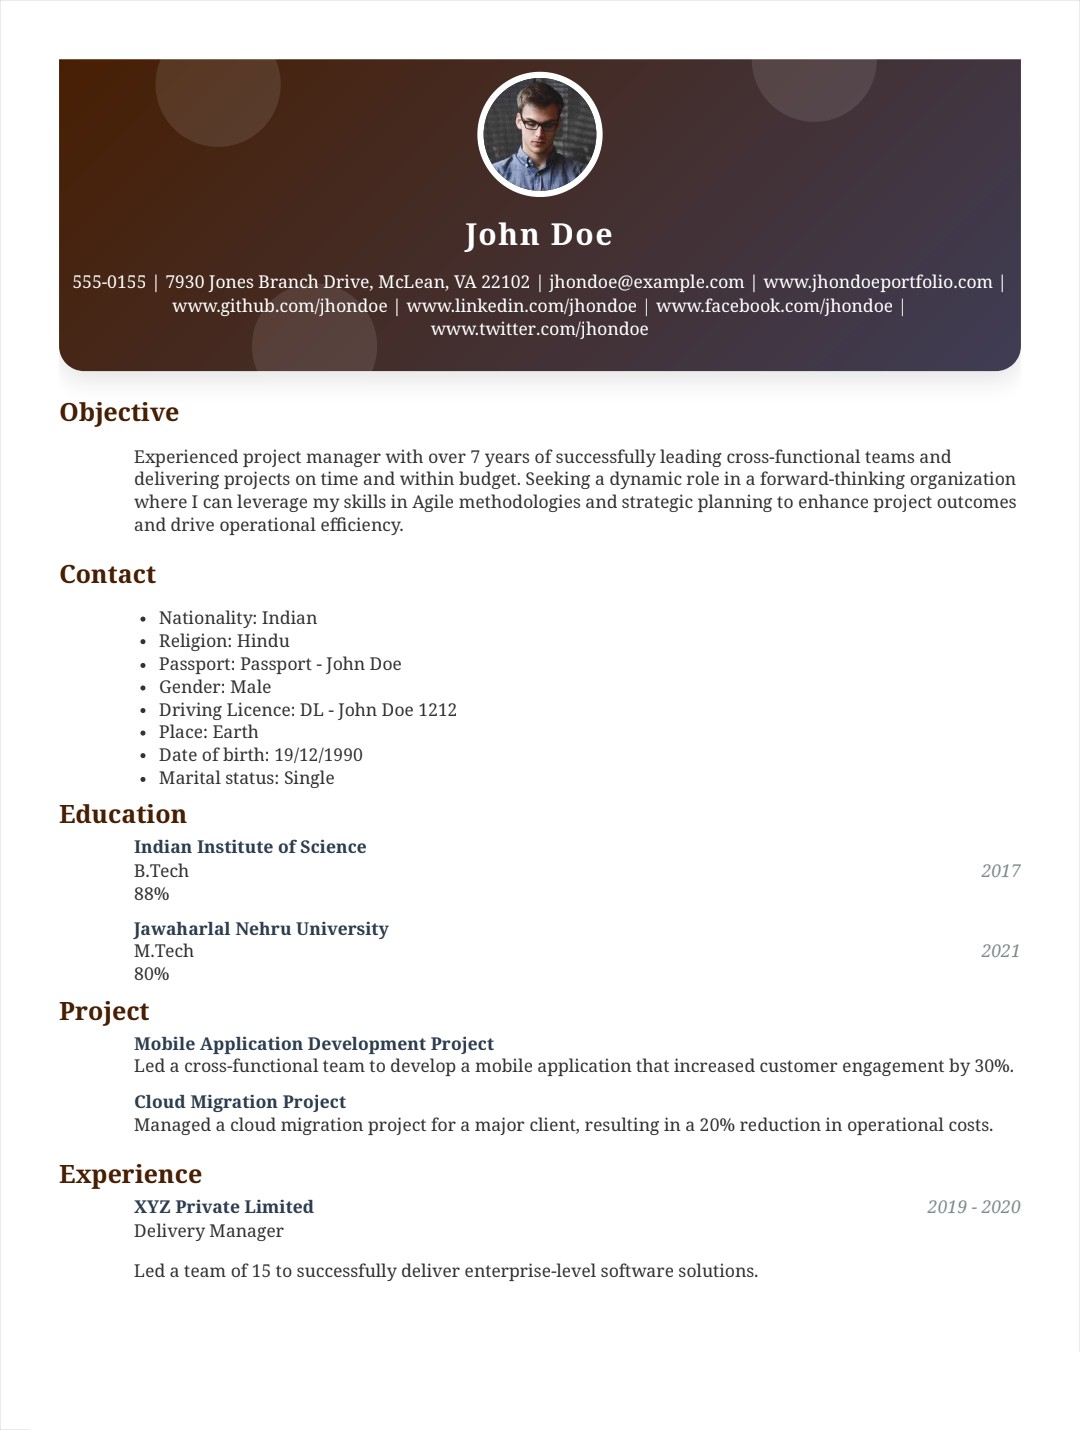 John Doe
555-0155 | 7930 Jones Branch Drive, McLean, VA 22102 | jhondoe@example.com | www.jhondoeportfolio.com |
www.github.com/jhondoe | www.linkedin.com/jhondoe | www.facebook.com/jhondoe |
www.twitter.com/jhondoe
Objective
Experienced project manager with over 7 years of successfully leading cross-functional teams and
delivering projects on time and within budget. Seeking a dynamic role in a forward-thinking organization
where I can leverage my skills in Agile methodologies and strategic planning to enhance project outcomes
and drive operational efficiency.
Contact
• Nationality: Indian
• Religion: Hindu
• Passport: Passport - John Doe
• Gender: Male
• Driving Licence: DL - John Doe 1212
• Place: Earth
• Date of birth: 19/12/1990
• Marital status: Single
Education
Indian Institute of Science
B.Tech 2017
88%
Jawaharlal Nehru University
M.Tech 2021
80%
Project
Mobile Application Development Project
Led a cross-functional team to develop a mobile application that increased customer engagement by 30%.
Cloud Migration Project
Managed a cloud migration project for a major client, resulting in a 20% reduction in operational costs.
Experience
XYZ Private Limited 2019 - 2020
Delivery Manager
Led a team of 15 to successfully deliver enterprise-level software solutions.